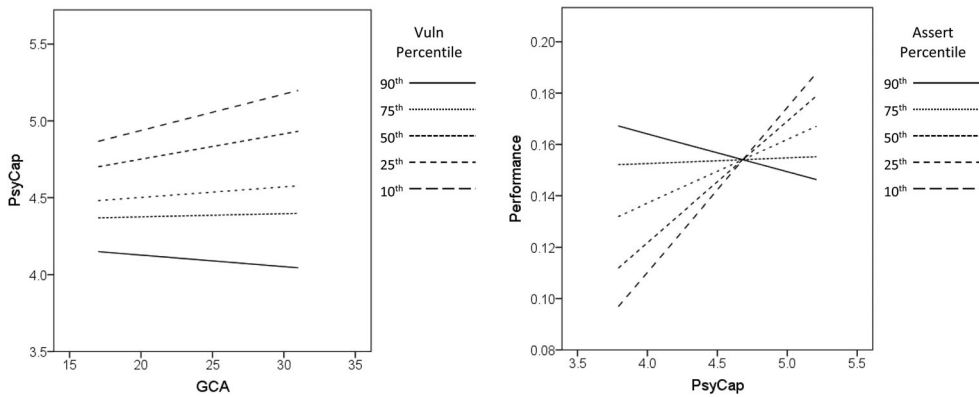 Vuln
Percentile
90th
75th
50th
25th
10th
5.5
5.0
4.5
4.0
3.5
PsyCap
15 20 25 30 35
GCA
Assert
Percentile
90th
75th
50th
25th
10th
0.20
0.18
0.16
0.14
0.12
0.10
0.08
Performance
3.5 4.0 4.5 5.0 5.5
PsyCap